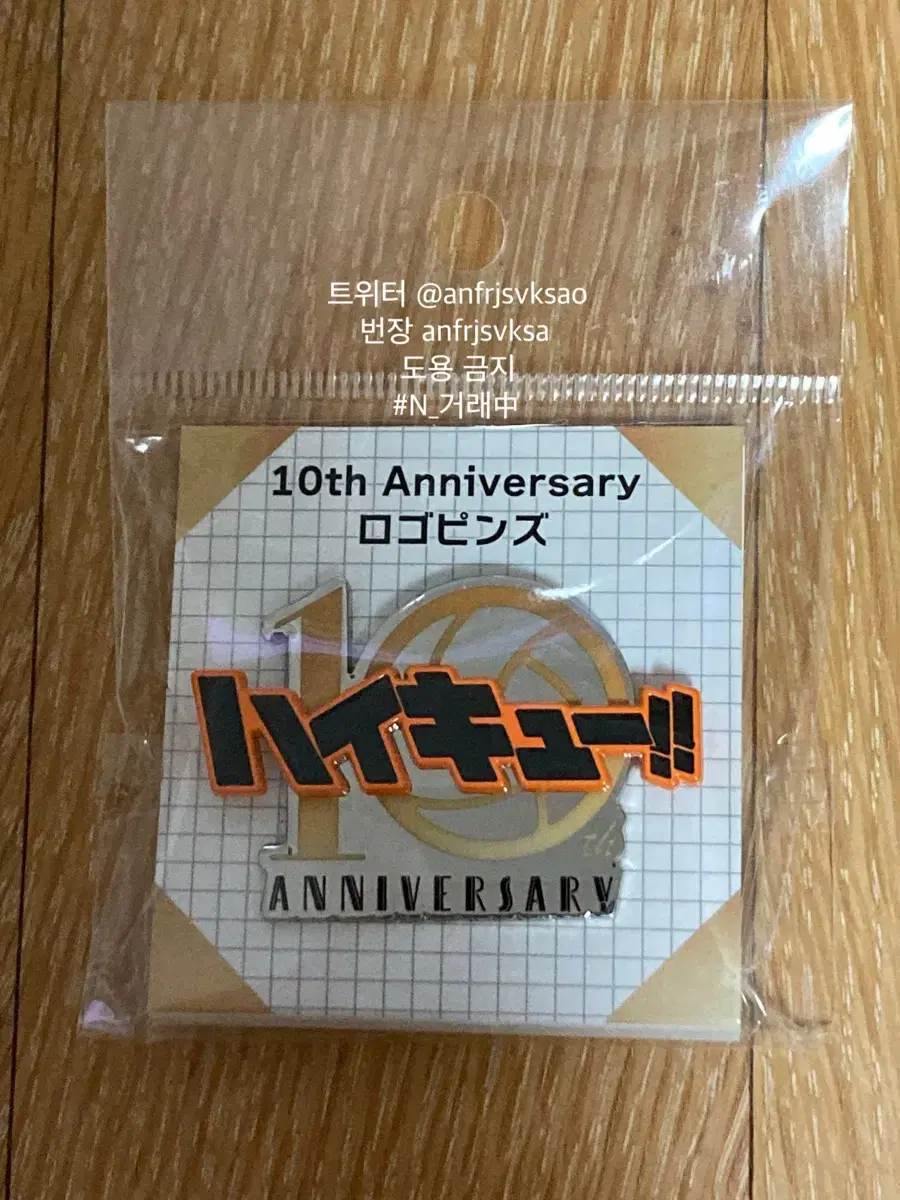 트위터 @anfrjsvksao
번장 anfrjsvksa
도용 금지
#N_거래中
10th Anniversary
ロゴピンズ
10th
ハイキュー!!
ANNIVERSARY